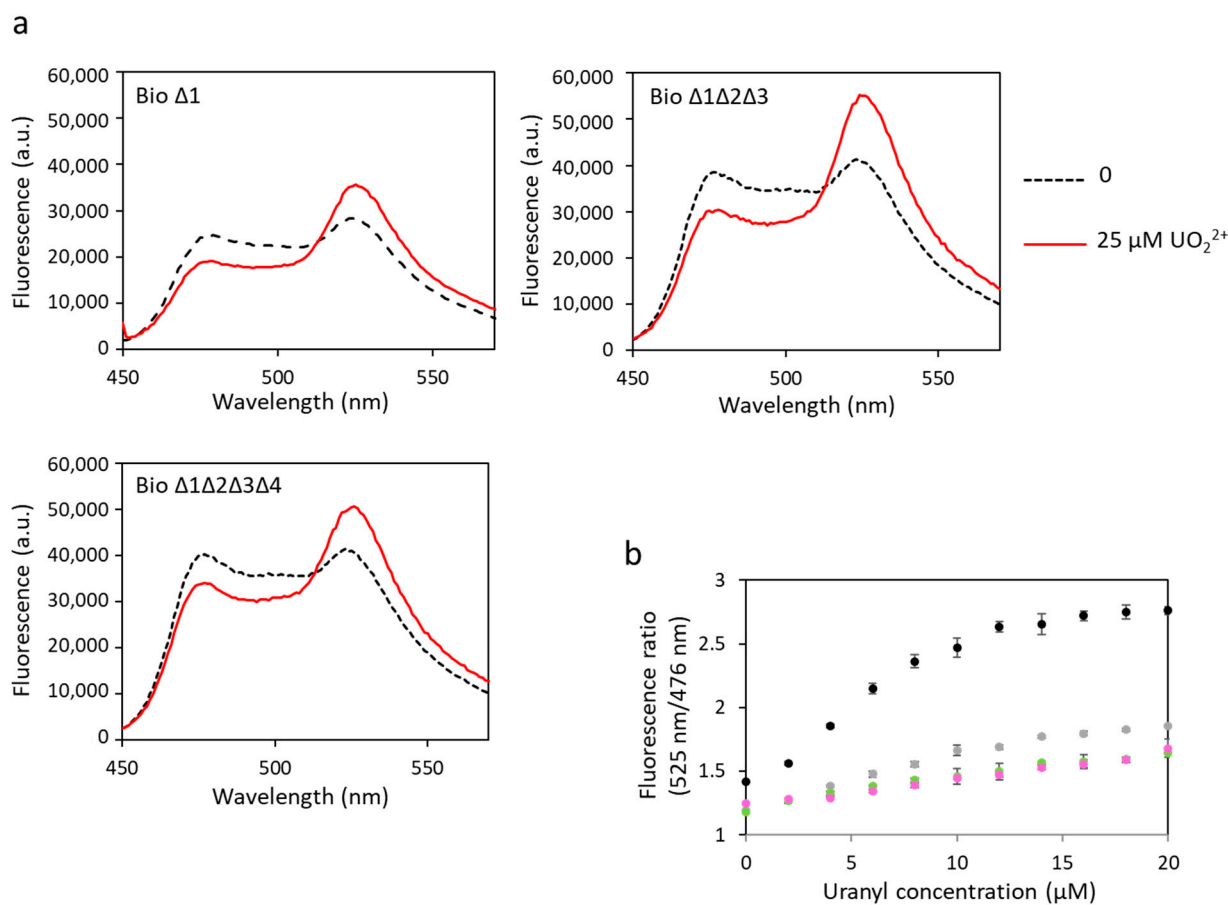 a
60,000
50,000
40,000
30,000
20,000
10,000
0
Fluorescence (a.u.)
Bio Δ1
450
500
550
Wavelength (nm)
60,000
50,000
40,000
30,000
20,000
10,000
0
Fluorescence (a.u.)
Bio Δ1Δ2Δ3
450
500
550
Wavelength (nm)
0
25 μM UO₂²⁺
60,000
50,000
40,000
30,000
20,000
10,000
0
Fluorescence (a.u.)
Bio Δ1Δ2Δ3Δ4
450
500
550
Wavelength (nm)
b
3
2.5
2
1.5
1
Fluorescence ratio
(525 nm/476 nm)
0
5
10
15
20
Uranyl concentration (μM)